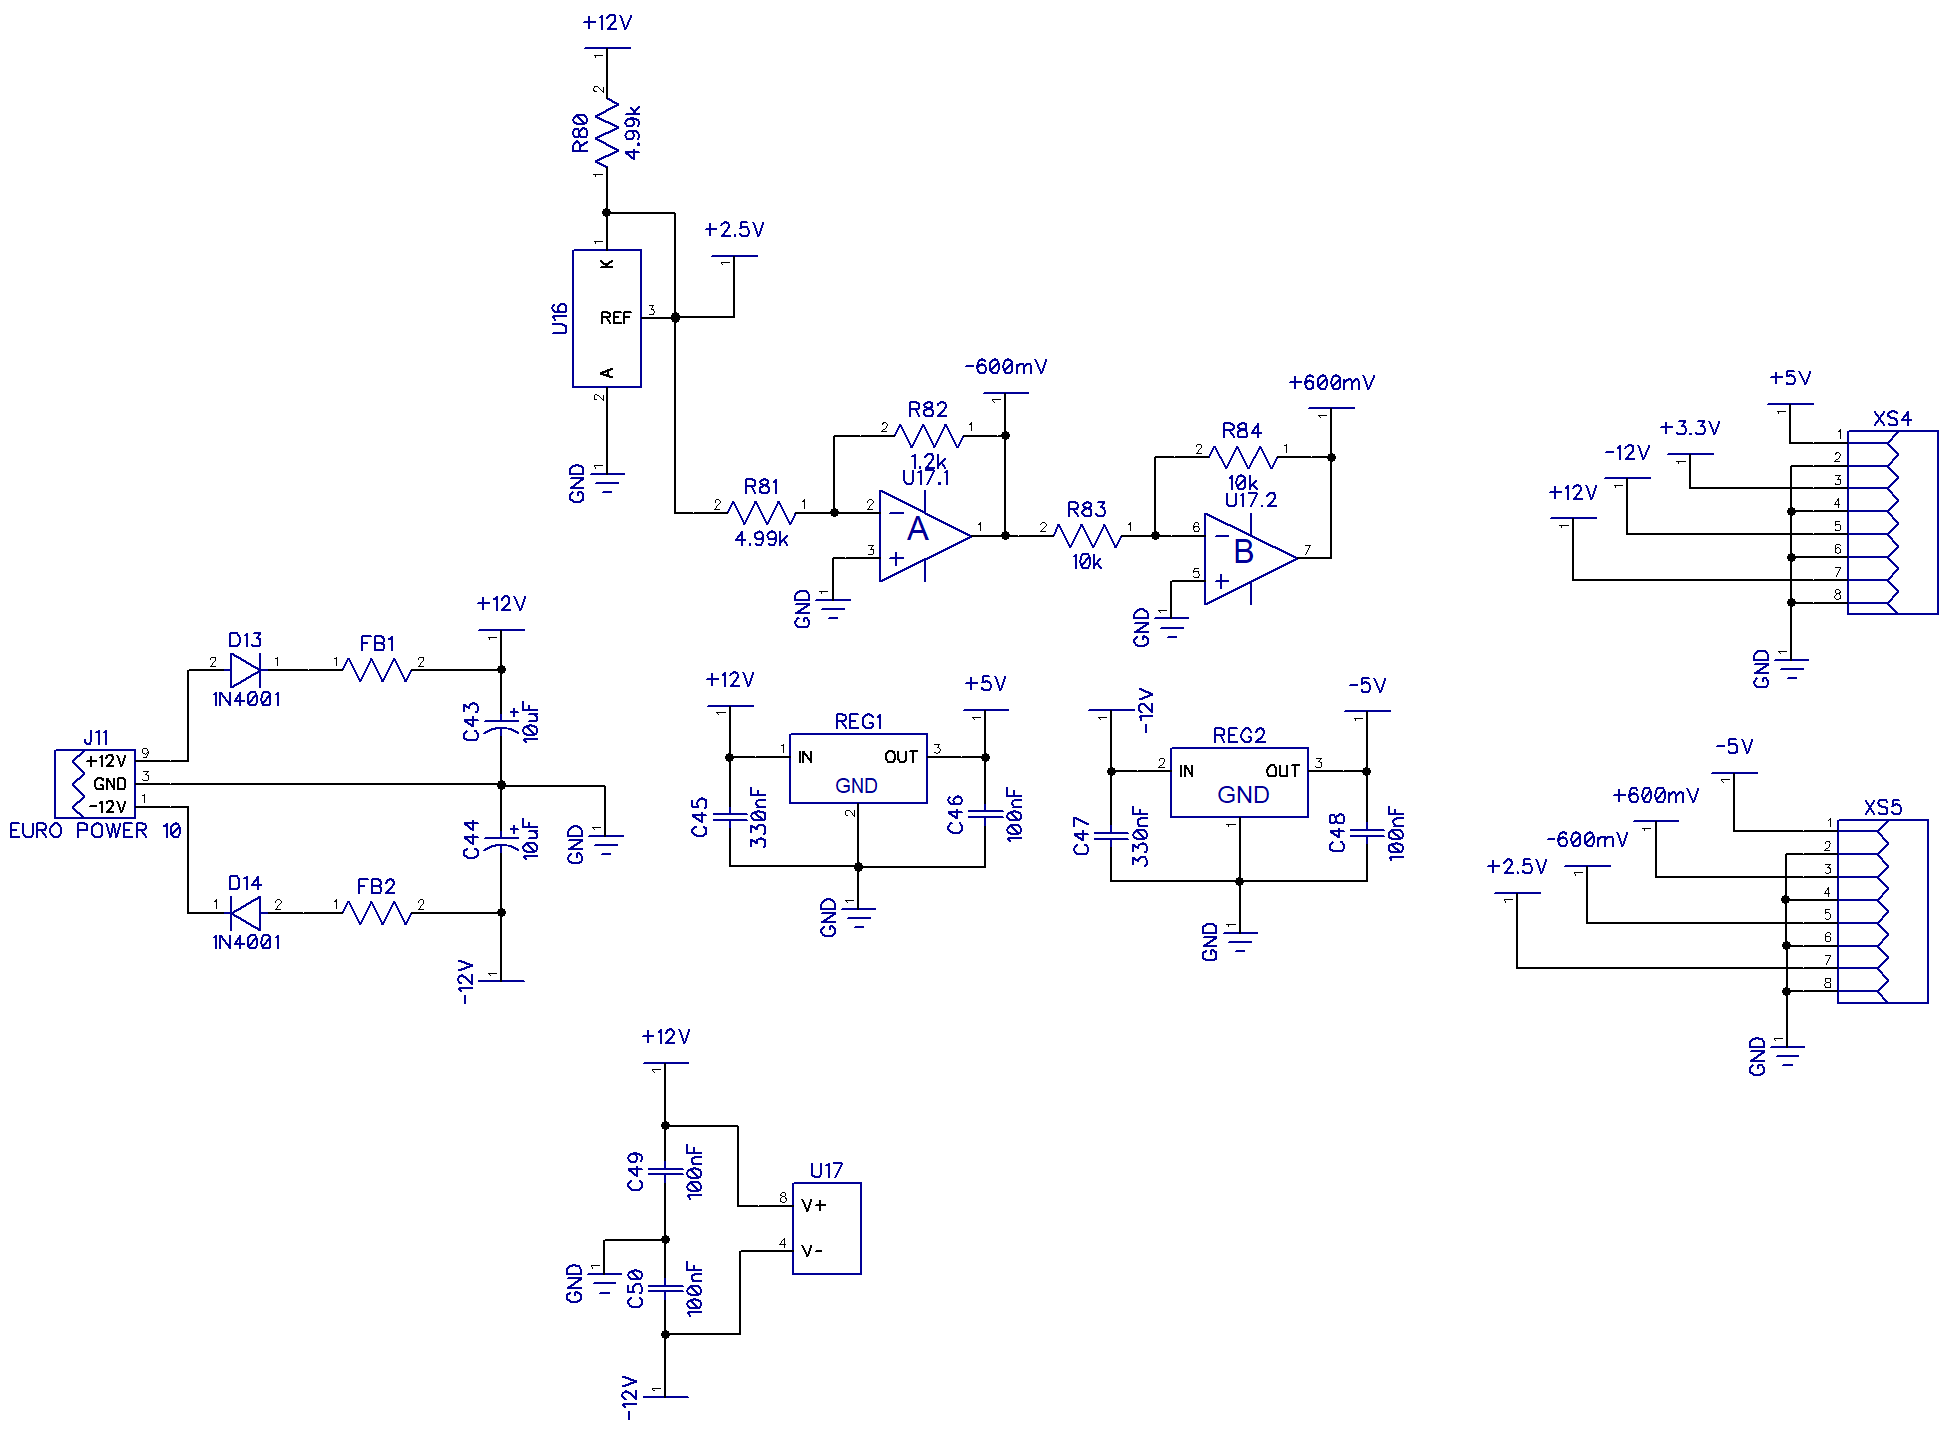 +12V
1
2
R80
4.99k
1
1
K
U16
REF
3
A
2
1
GND
+2.5V
1
-600mV
1
R82
2
1
1.2k
U17.1
R81
2
1
4.99k
2
-
A
3
+
1
1
GND
+600mV
1
R84
2
1
10k
U17.2
R83
2
1
10k
6
-
B
5
+
7
1
GND
+5V
1
XS4
+3.3V
1
-12V
1
+12V
1
1
2
3
4
5
6
7
8
1
GND
+12V
1
D13
2
1
1N4001
FB1
1
2
C43
+
10uF
J11
+12V
9
GND
3
-12V
1
EURO POWER 10
C44
+
10uF
1
GND
D14
1
2
1N4001
FB2
1
2
-12V
1
+12V
1
REG1
1
IN
OUT
3
GND
2
+5V
1
C45
330nF
C46
100nF
1
GND
-12V
1
REG2
2
IN
OUT
3
GND
1
-5V
1
C47
330nF
C48
100nF
1
GND
-5V
1
XS5
+600mV
1
-600mV
1
+2.5V
1
1
2
3
4
5
6
7
8
1
GND
+12V
1
C49
100nF
U17
8
V+
4
V-
1
GND
C50
100nF
-12V
1